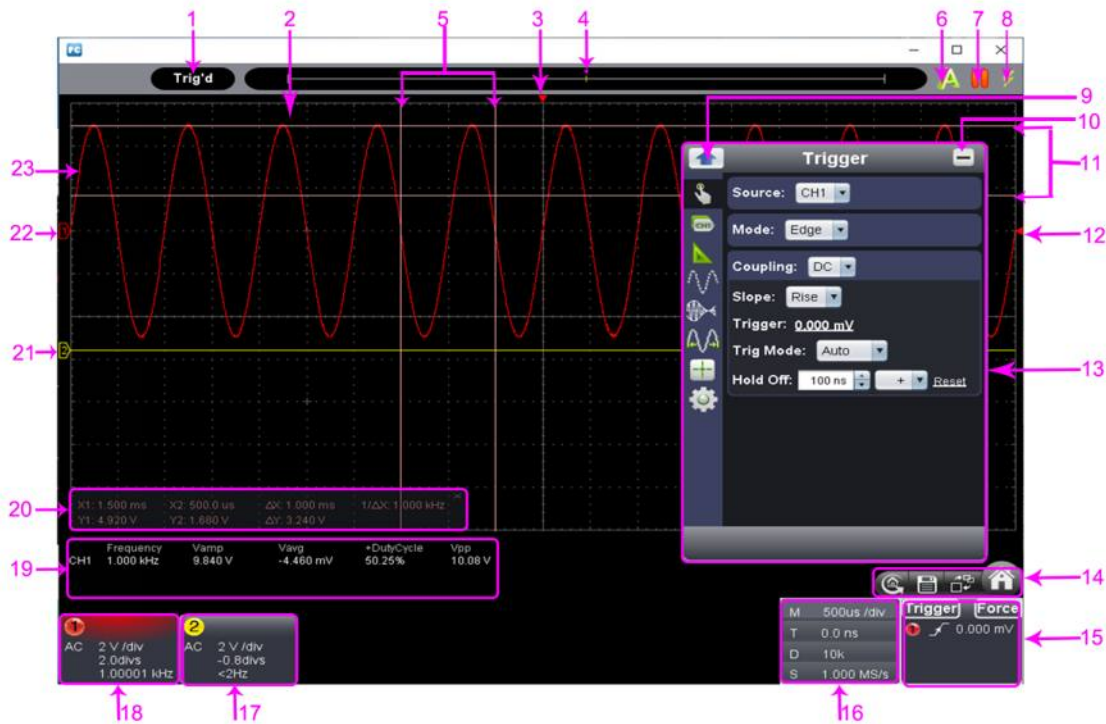 1
2
5
3
4
6
7
8
PC
Trig'd
A
9
10
11
23
22
12
21
13
20
19
14
15
18
17
16
Trigger
Source: CH1
CH1
Mode: Edge
Coupling: DC
Slope: Rise
Trigger: 0.000 mV
Trig Mode: Auto
Hold Off: 100 ns + Reset
1
2
X1: 1.500 ms X2: 500.0 us ΔX: 1.000 ms 1/ΔX: 1.000 kHz
Y1: 4.920 V Y2: 1.680 V ΔY: 3.240 V
Frequency Vamp Vavg +DutyCycle Vpp
CH1 1.000 kHz 9.840 V -4.460 mV 50.25% 10.08 V
1
AC 2 V /div
2.0divs
1.00001 kHz
2
AC 2 V /div
-0.8divs
<2Hz
M 500us /div
T 0.0 ns
D 10k
S 1.000 MS/s
Trigger Force
1 0.000 mV